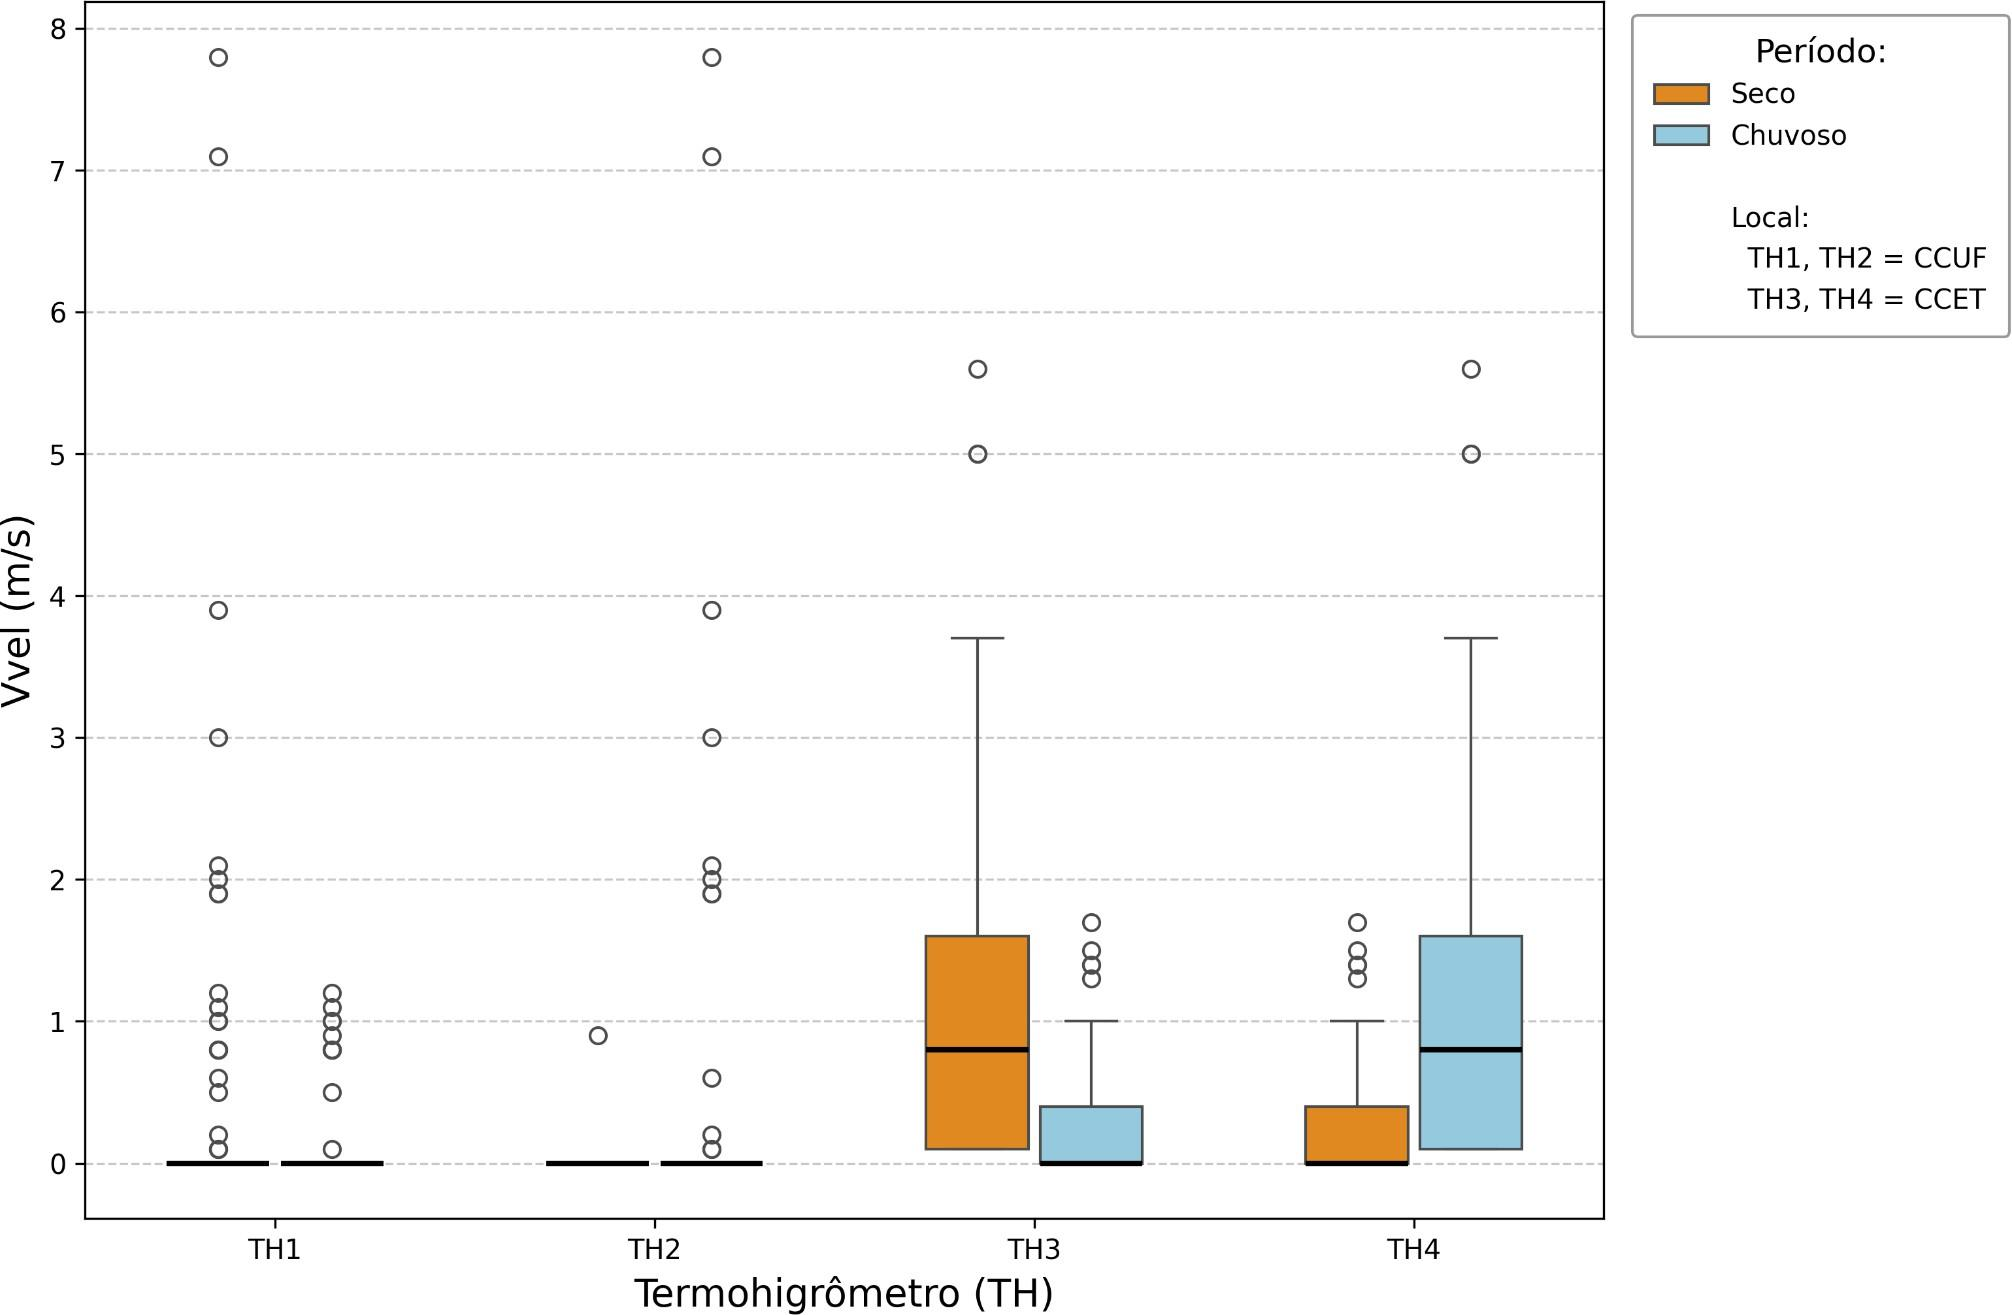 8
7
6
5
4
3
2
1
0
Vvel (m/s)
TH1
TH2
TH3
TH4
Termohigrômetro (TH)
Período:
Seco
Chuvoso
Local:
TH1, TH2 = CCUF
TH3, TH4 = CCET